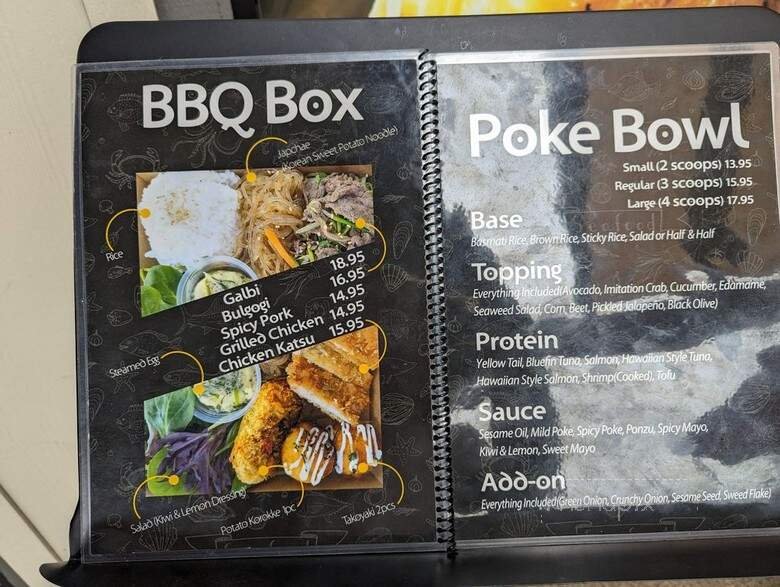 BBQ Box
Japchae
(Korean Sweet Potato Noodle)
Rice
Galbi 18.95
Bulgogi 16.95
Spicy Pork 14.95
Grilled Chicken 14.95
Chicken Katsu 15.95
Steamed Egg
Salad (Kiwi & Lemon Dressing)
Potato Korokke 1pc
Takoyaki 2pcs
Poke Bowl
Small (2 scoops) 13.95
Regular (3 scoops) 15.95
Large (4 scoops) 17.95
Base
Basmati Rice, Brown Rice, Sticky Rice, Salad or Half & Half
Topping
Everything Included(Avocado, Imitation Crab, Cucumber, Edamame,
Seaweed Salad, Corn, Beet, Pickled Jalapeño, Black Olive)
Protein
Yellow Tail, Bluefin Tuna, Salmon, Hawaiian Style Tuna,
Hawaiian Style Salmon, Shrimp(Cooked), Tofu
Sauce
Sesame Oil, Mild Poke, Spicy Poke, Ponzu, Spicy Mayo,
Kiwi & Lemon, Sweet Mayo
Add-on
Everything Included(Green Onion, Crunchy Onion, Sesame Seed, Sweed Flake)